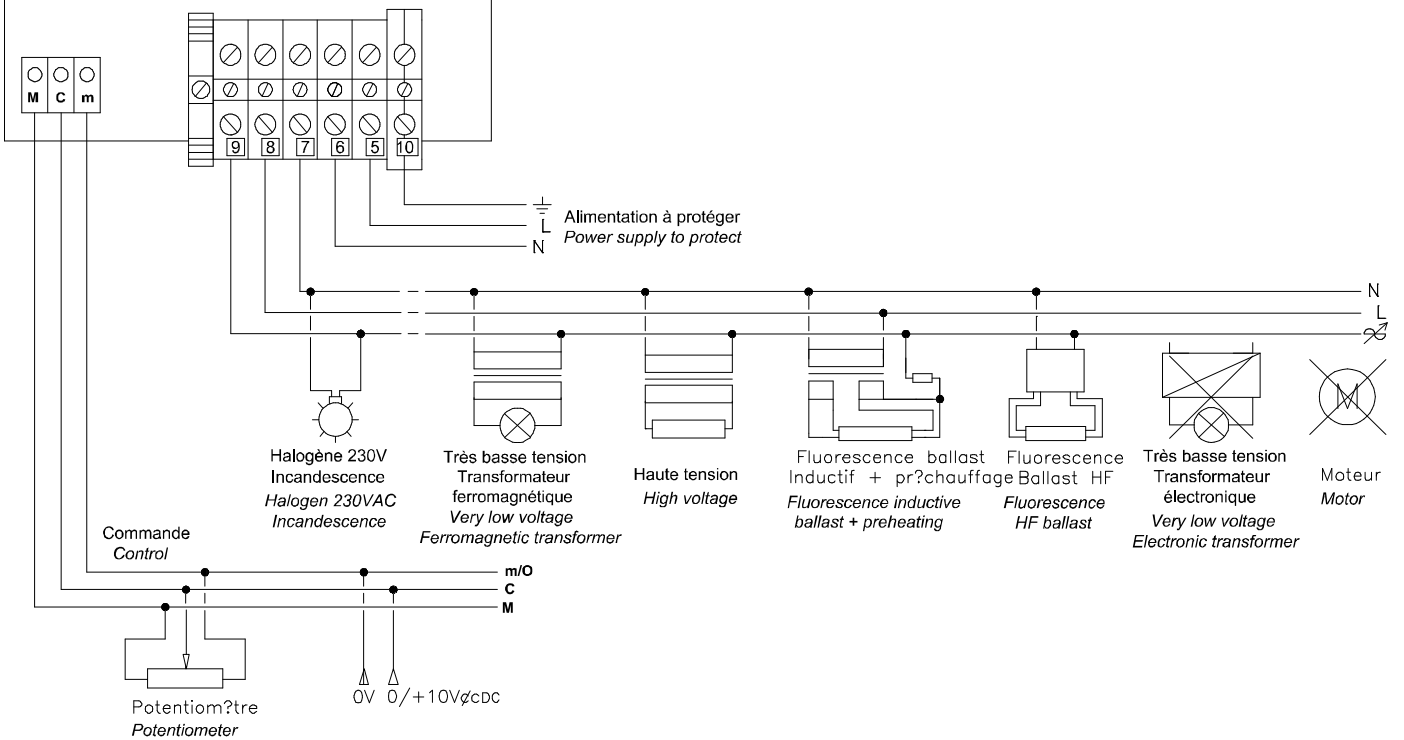 M C m
9 8 7 6 5 10
L
N
Alimentation à protéger
Power supply to protect
N
L
M
Halogène 230V
Incandescence
Halogen 230VAC
Incandescence
Très basse tension
Transformateur
ferromagnétique
Very low voltage
Ferromagnetic transformer
Haute tension
High voltage
Fluorescence ballast
Inductif + pr?chauffage
Fluorescence inductive
ballast + preheating
Fluorescence
Ballast HF
Fluorescence
HF ballast
Très basse tension
Transformateur
électronique
Very low voltage
Electronic transformer
Moteur
Motor
Commande
Control
m/O
C
M
0V 0/+10V¢CDC
Potentiom?tre
Potentiometer